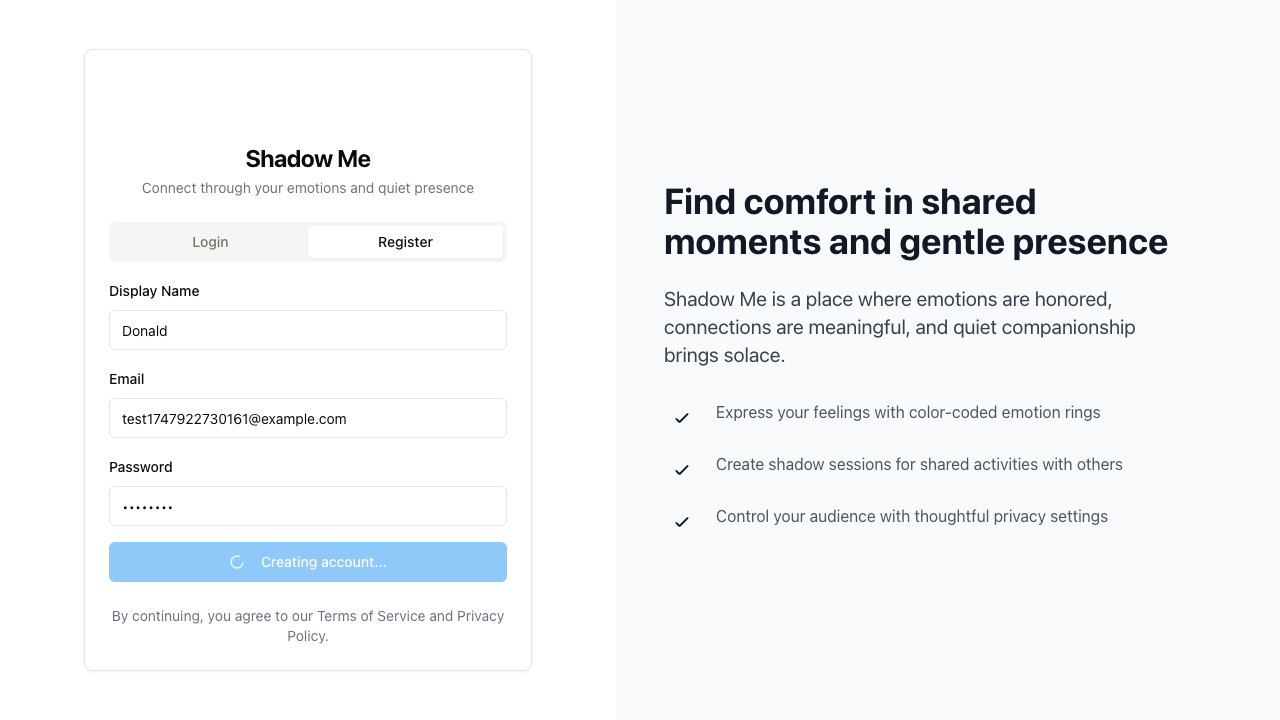 Shadow Me
Connect through your emotions and quiet presence
Login
Register
Display Name
Donald
Email
test1747922730161@example.com
Password
••••••••
Creating account...
By continuing, you agree to our Terms of Service and Privacy
Policy.
Find comfort in shared
moments and gentle presence
Shadow Me is a place where emotions are honored,
connections are meaningful, and quiet companionship
brings solace.
Express your feelings with color-coded emotion rings
Create shadow sessions for shared activities with others
Control your audience with thoughtful privacy settings